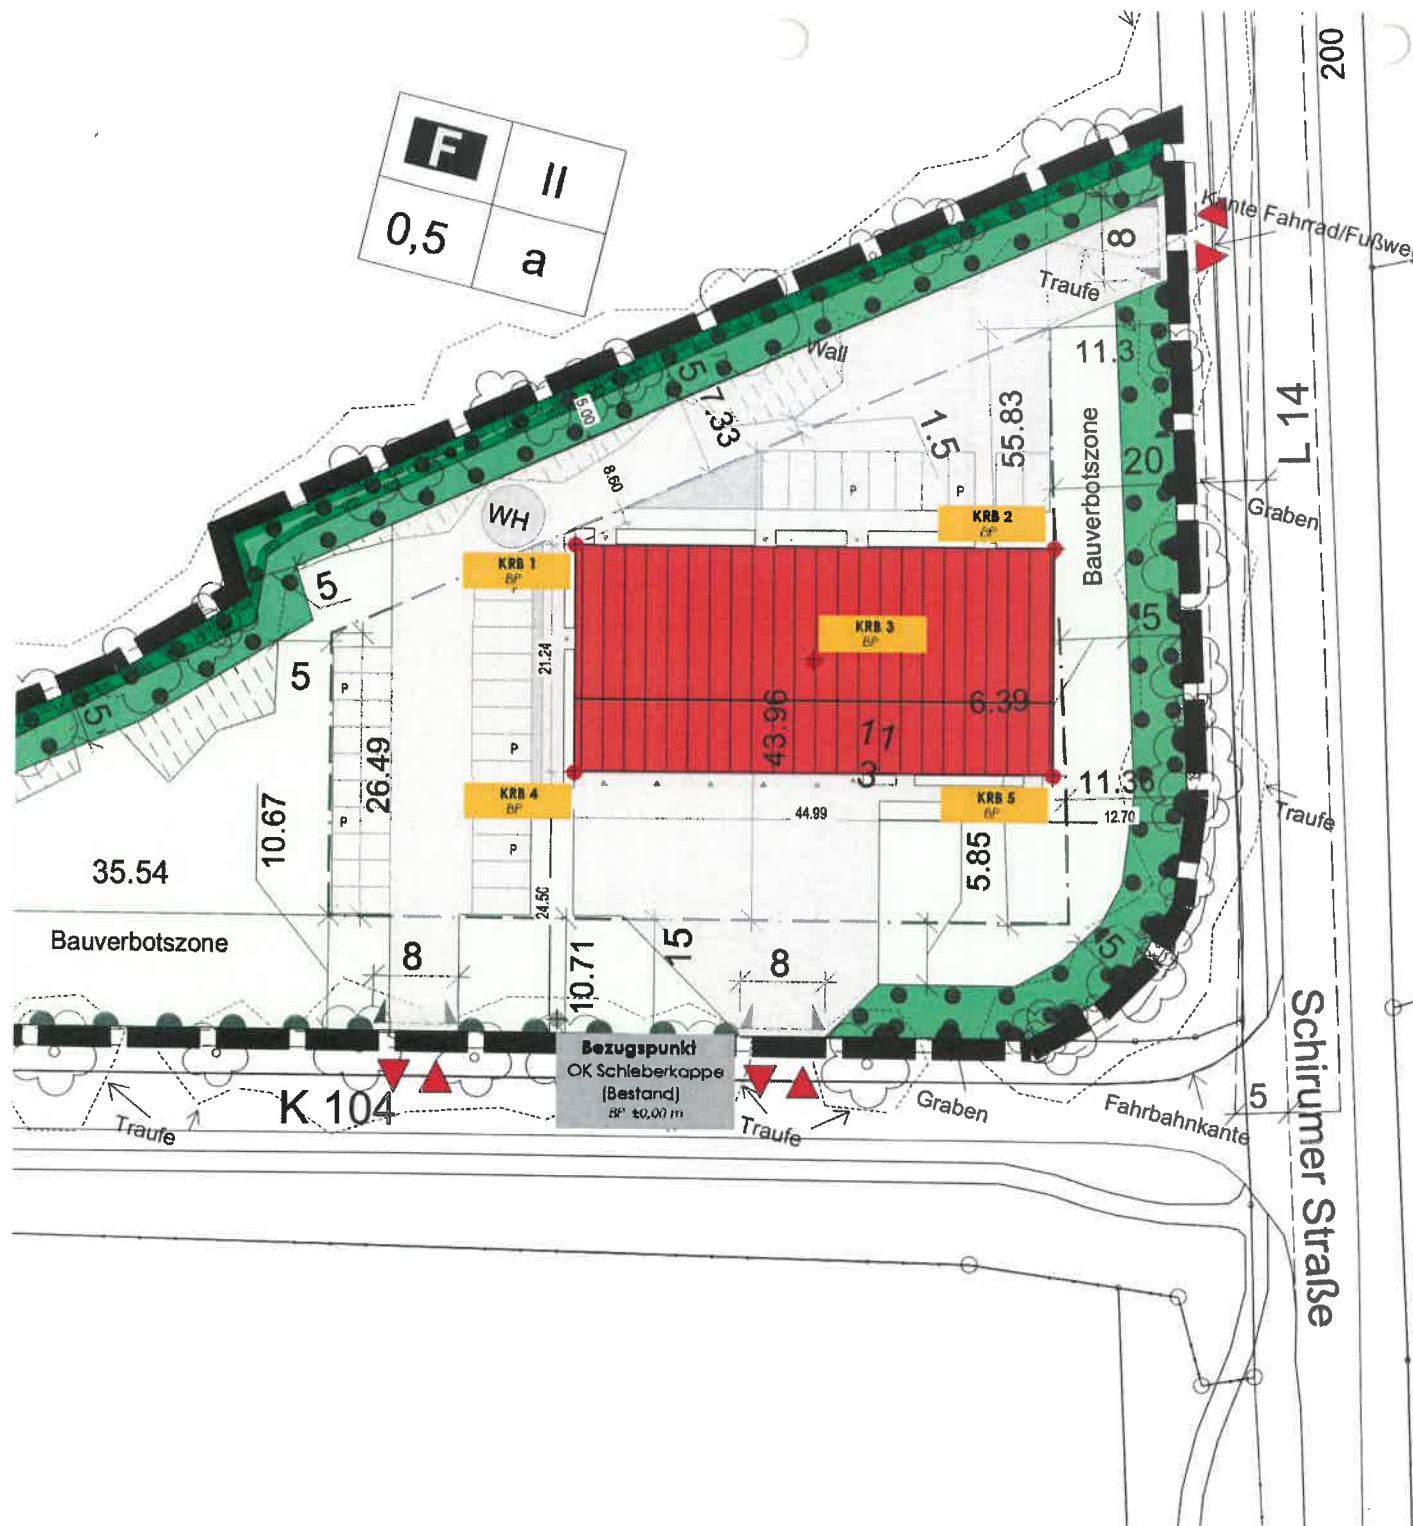 200
F
II
0,5
a
Kante Fahrrad/Fußwe
8
Traufe
Wall
11.3
5
5.00
7.33
1.5
55.83
Bauverbotszone
L 14
20
Graben
8.60
P
P
WH
KRB 2
BP
KRB 1
BP
5
KRB 3
BP
5
21.24
5
P
6.39
5
43.96
11
3
26.49
P
KRB 4
BP
KRB 5
BP
11.36
12.70
Traufe
44.99
10.67
P
P
5.85
35.54
24.50
Bauverbotszone
8
10.71
15
8
5
Bezugspunkt
OK Schieberkappe
(Bestand)
BP ±0,00 m
K 104
Traufe
Traufe
Graben
Fahrbahnkante
5
Schirumer Straße